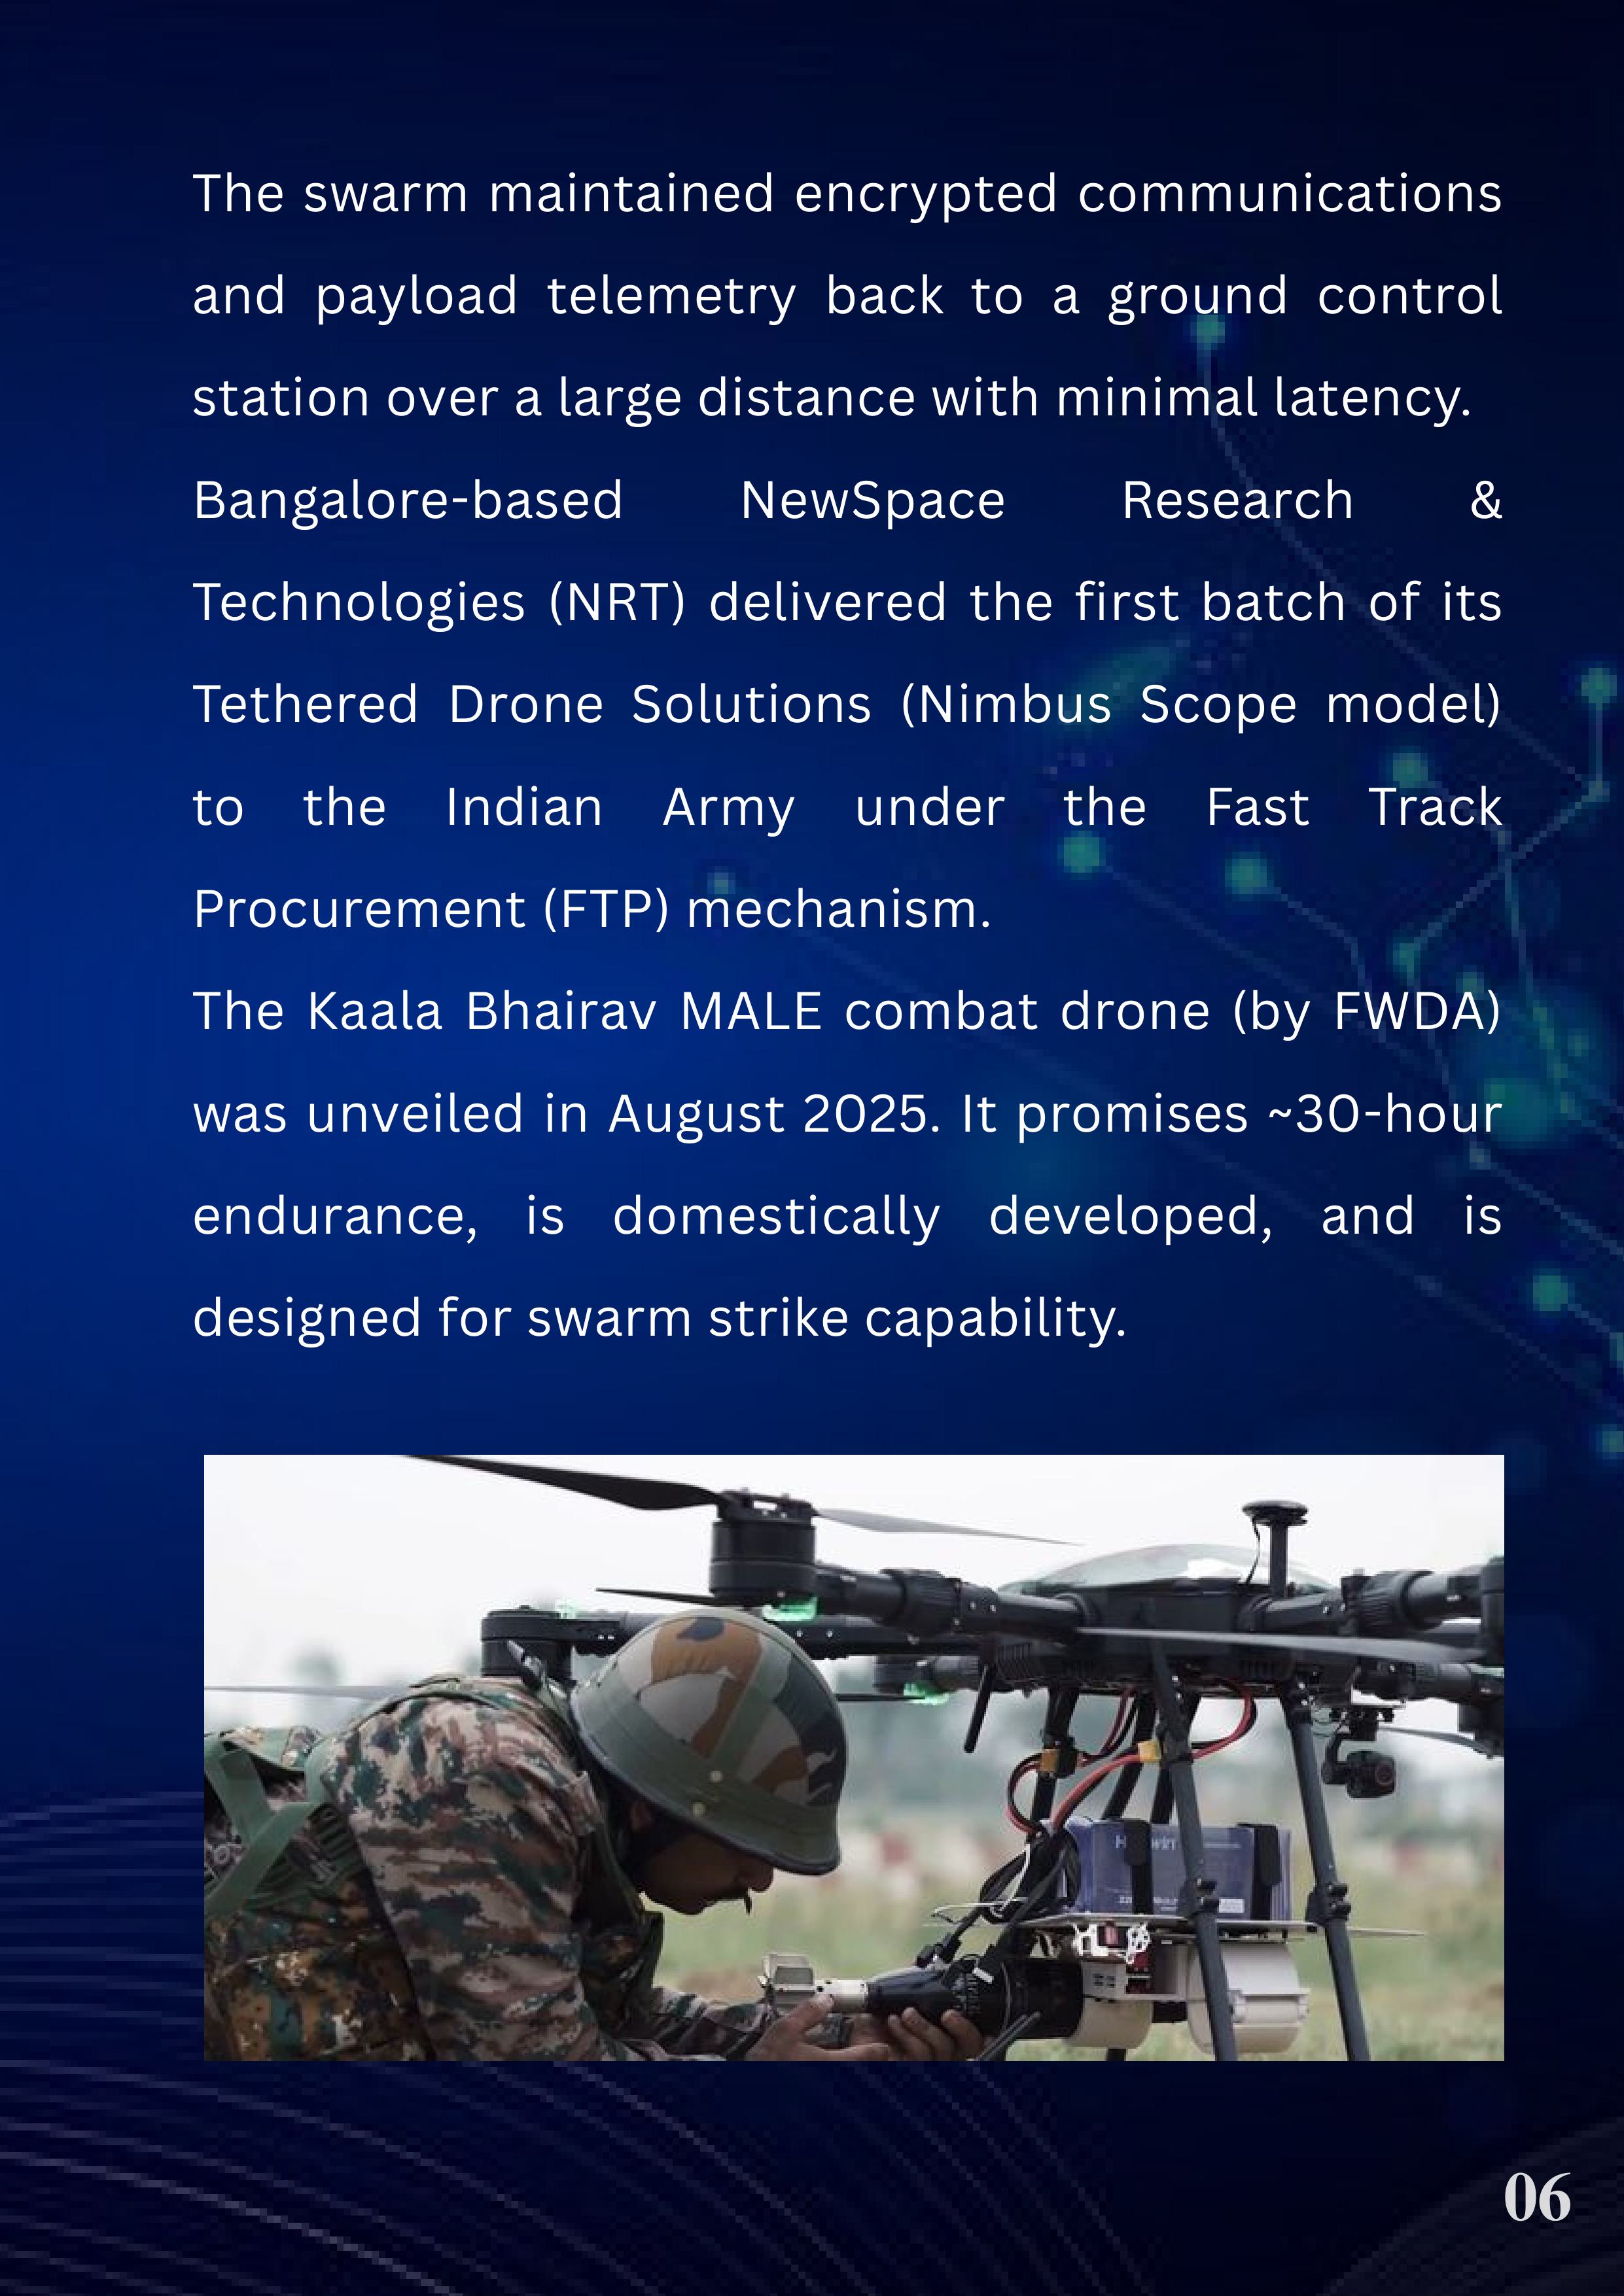 The swarm maintained encrypted communications
and payload telemetry back to a ground control
station over a large distance with minimal latency.
Bangalore-based NewSpace Research &
Technologies (NRT) delivered the first batch of its
Tethered Drone Solutions (Nimbus Scope model)
to the Indian Army under the Fast Track
Procurement (FTP) mechanism.
The Kaala Bhairav MALE combat drone (by FWDA)
was unveiled in August 2025. It promises ~30-hour
endurance, is domestically developed, and is
designed for swarm strike capability.
06